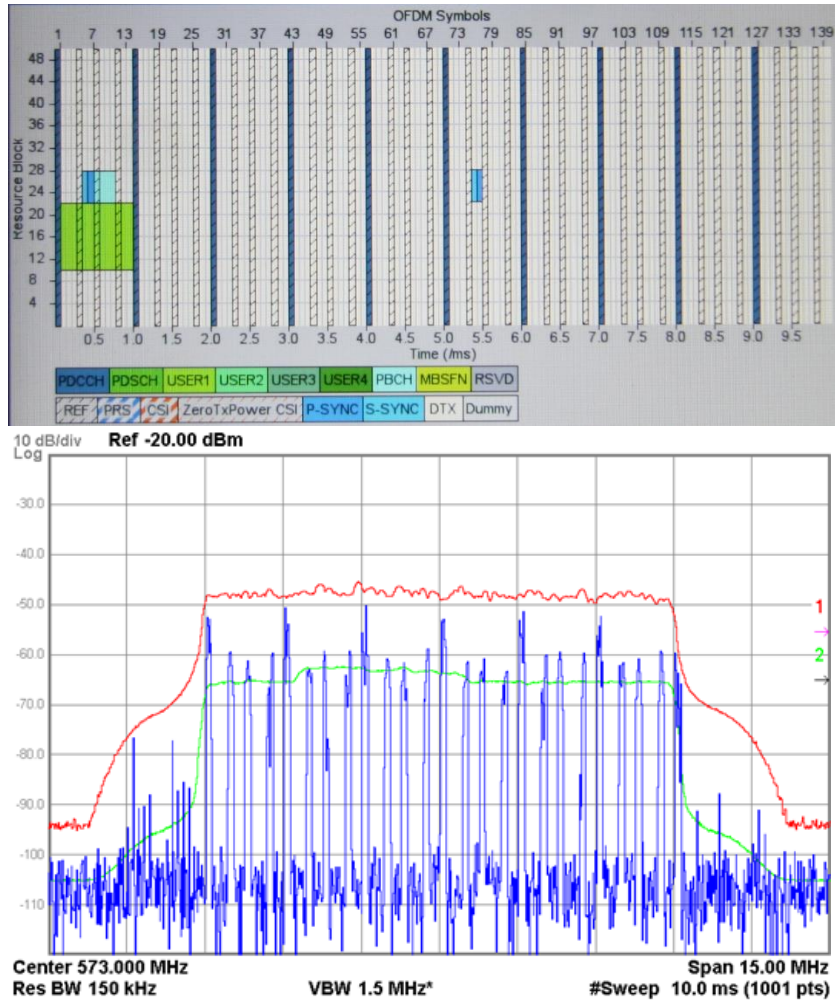 OFDM Symbols
1 7 13 19 25 31 37 43 49 55 61 67 73 79 85 91 97 103 109 115 121 127 133 139
Resource Block
48
44
40
36
32
28
24
20
16
12
8
4
0.5 1.0 1.5 2.0 2.5 3.0 3.5 4.0 4.5 5.0 5.5 6.0 6.5 7.0 7.5 8.0 8.5 9.0 9.5
Time (/ms)
PDCCH PDSCH USER1 USER2 USER3 USER4 PBCH MBSFN RSVD
REF PRS CSI ZeroTxPower CSI P-SYNC S-SYNC DTX Dummy
10 dB/div Ref -20.00 dBm
Log
-30.0
-40.0
-50.0
1
2
-60.0
-70.0
-80.0
-90.0
-100
-110
Center 573.000 MHz Span 15.00 MHz
Res BW 150 kHz VBW 1.5 MHz* #Sweep 10.0 ms (1001 pts)